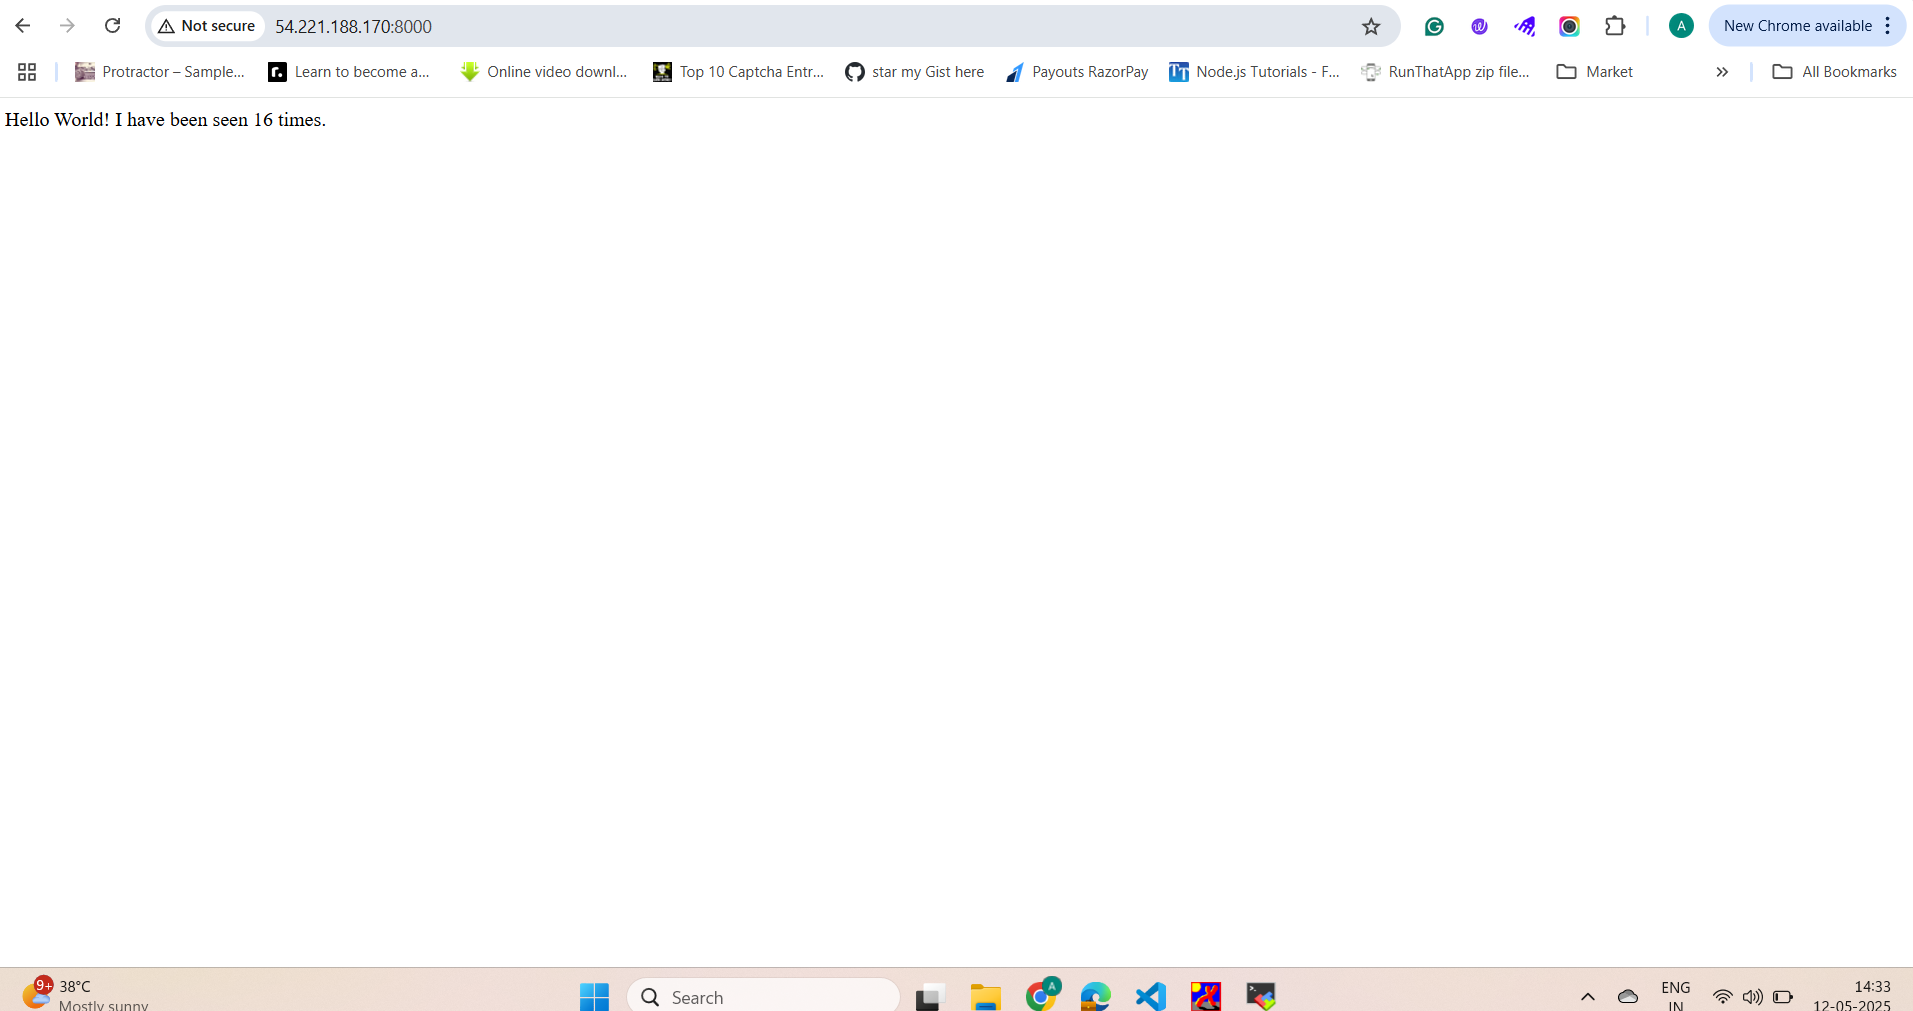 Not secure 54.221.188.170:8000 A New Chrome available
Protractor – Sample... Learn to become a... Online video downl... Top 10 Captcha Entr... star my Gist here Payouts RazorPay Node.js Tutorials - F... RunThatApp zip file... Market All Bookmarks
Hello World! I have been seen 16 times.
9+ 38°C Search A ENG 14:33
Mostly sunny IN 12-05-2025